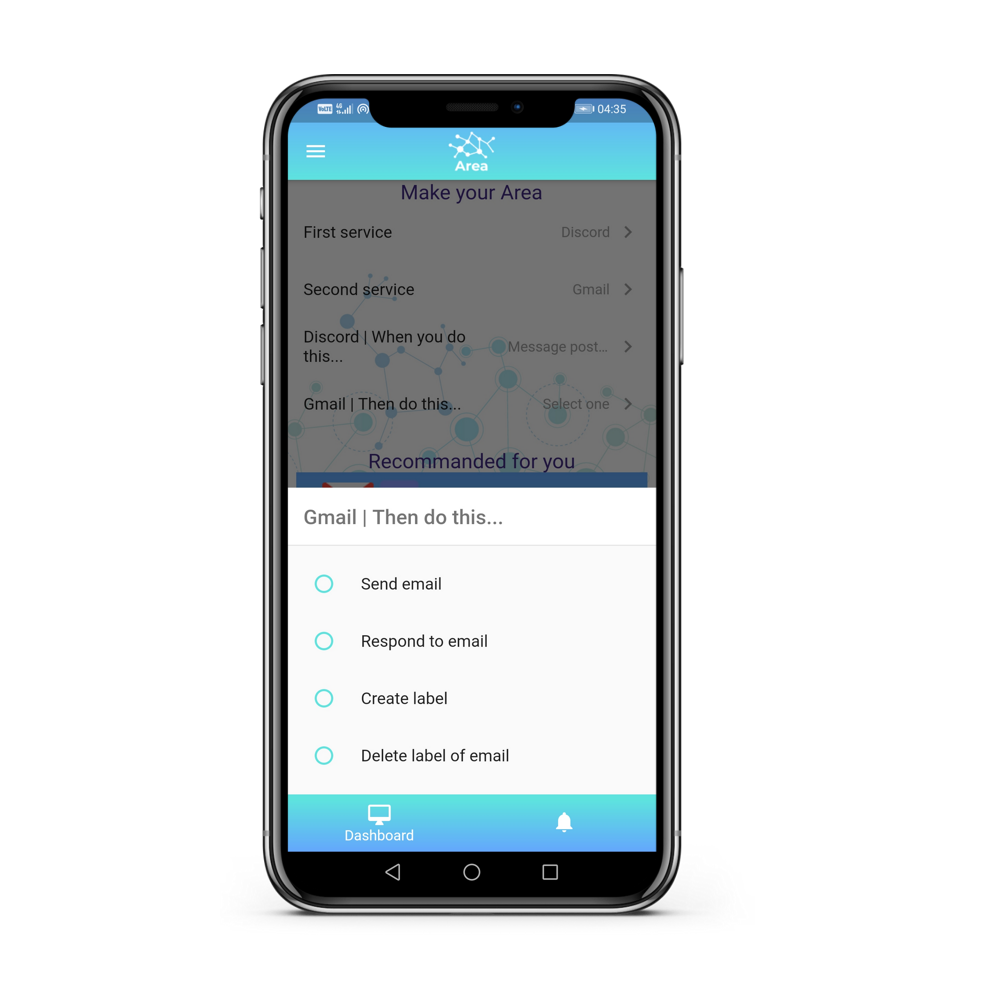 VoLTE 4G 04:35
Area
Make your Area
First service Discord
Second service Gmail
Discord | When you do
this... Message post...
Gmail | Then do this... Select one
Recommanded for you
Gmail | Then do this...
Send email
Respond to email
Create label
Delete label of email
Dashboard